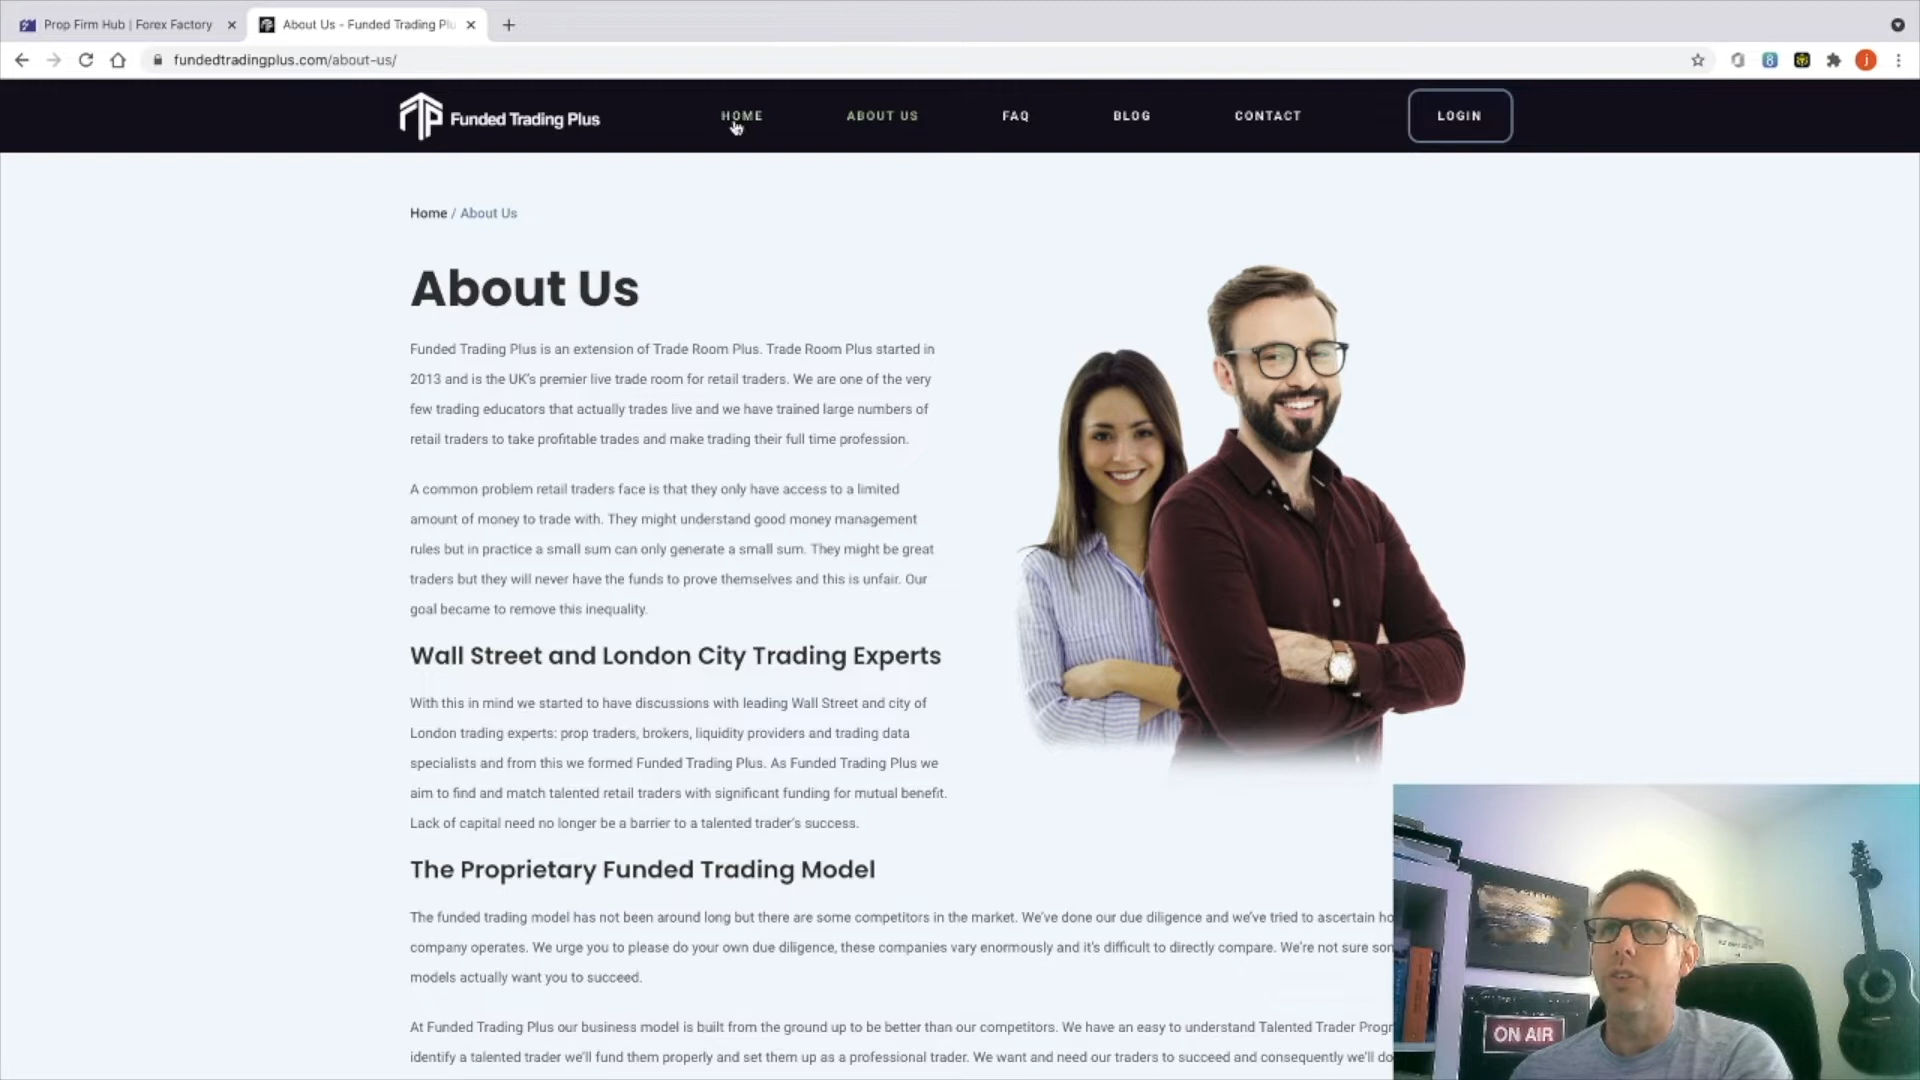 Prop Firm Hub | Forex Factory
About Us - Funded Trading Plu
fundedtradingplus.com/about-us/
Funded Trading Plus
HOME
ABOUT US
FAQ
BLOG
CONTACT
LOGIN
Home / About Us
About Us
Funded Trading Plus is an extension of Trade Room Plus. Trade Room Plus started in
2013 and is the UK's premier live trade room for retail traders. We are one of the very
few trading educators that actually trades live and we have trained large numbers of
retail traders to take profitable trades and make trading their full time profession.
A common problem retail traders face is that they only have access to a limited
amount of money to trade with. They might understand good money management
rules but in practice a small sum can only generate a small sum. They might be great
traders but they will never have the funds to prove themselves and this is unfair. Our
goal became to remove this inequality.
Wall Street and London City Trading Experts
With this in mind we started to have discussions with leading Wall Street and city of
London trading experts: prop traders, brokers, liquidity providers and trading data
specialists and from this we formed Funded Trading Plus. As Funded Trading Plus we
aim to find and match talented retail traders with significant funding for mutual benefit.
Lack of capital need no longer be a barrier to a talented trader's success.
The Proprietary Funded Trading Model
The funded trading model has not been around long but there are some competitors in the market. We've done our due diligence and we've tried to ascertain ho
company operates. We urge you to please do your own due diligence, these companies vary enormously and it's difficult to directly compare. We're not sure som
models actually want you to succeed.
At Funded Trading Plus our business model is built from the ground up to be better than our competitors. We have an easy to understand Talented Trader Progr
identify a talented trader we'll fund them properly and set them up as a professional trader. We want and need our traders to succeed and consequently we'll do
ON AIR